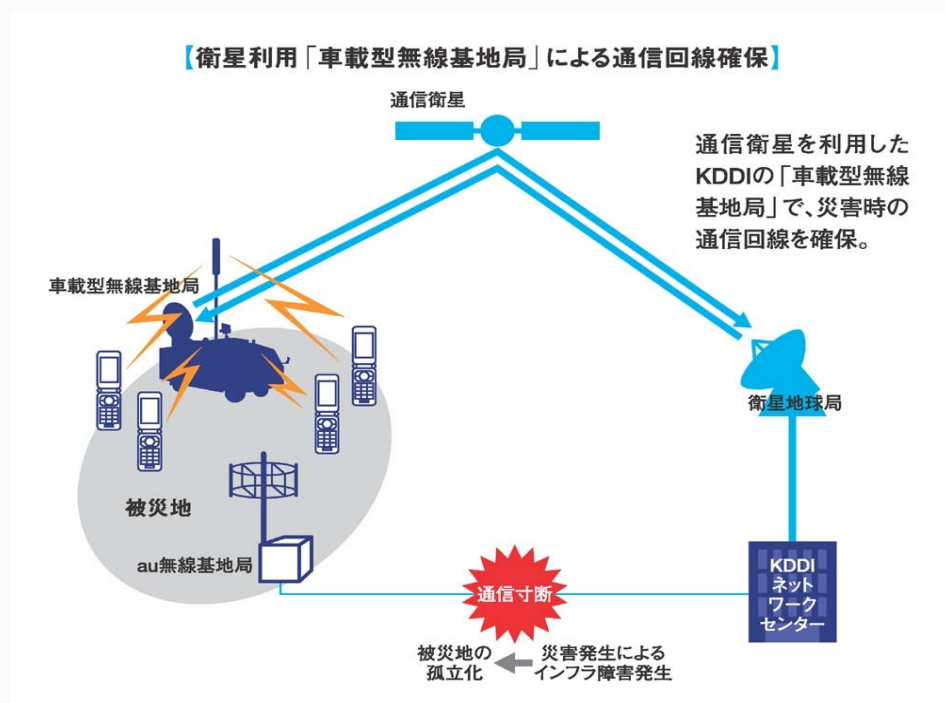 【衛星利用「車載型無線基地局」による通信回線確保】
通信衛星
通信衛星を利用した
KDDIの「車載型無線
基地局」で、災害時の
通信回線を確保。
車載型無線基地局
衛星地球局
被災地
au無線基地局
通信寸断
KDDI
ネット
ワーク
センター
被災地の
孤立化
災害発生による
インフラ障害発生